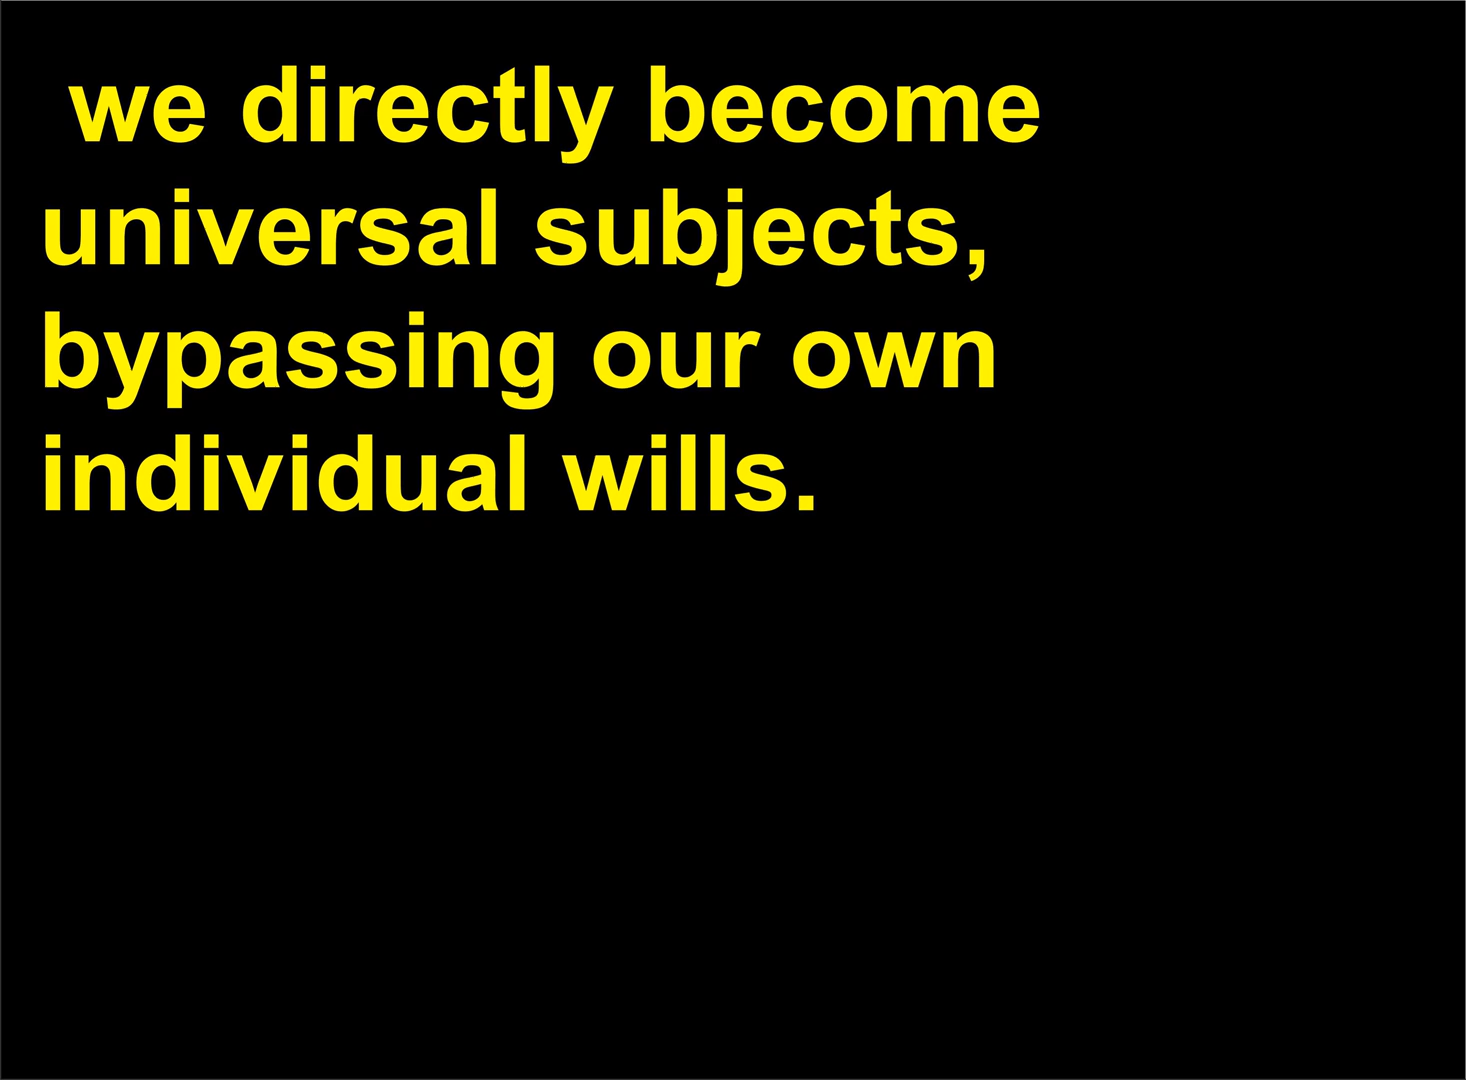 we directly become
universal subjects,
bypassing our own
individual wills.